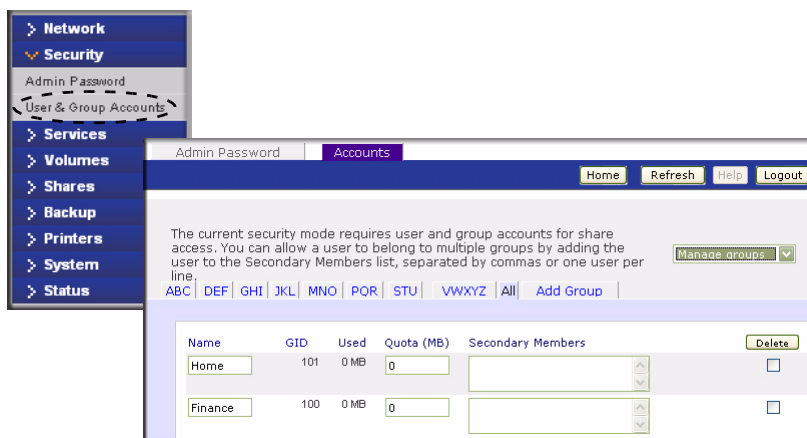 Network
Security
Admin Password
User & Group Accounts
Services
Volumes
Shares
Backup
Printers
System
Status
Admin Password Accounts
Home Refresh Help Logout
The current security mode requires user and group accounts for share
access. You can allow a user to belong to multiple groups by adding the
user to the Secondary Members list, separated by commas or one user per
line.
Manage groups
ABC DEF GHI JKL MNO PQR STU VWXYZ All Add Group
Name GID Used Quota (MB) Secondary Members Delete
Home 101 0 MB 0
Finance 100 0 MB 0